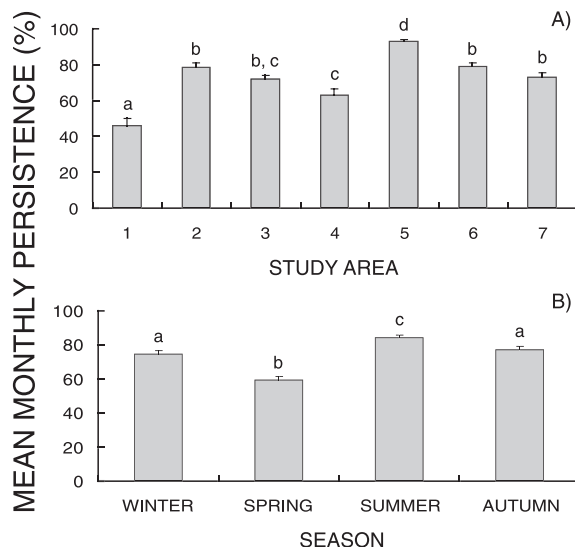 MEAN MONTHLY PERSISTENCE (%)
A)
100
80
60
40
20
0
a
b
b, c
c
d
b
b
1 2 3 4 5 6 7
STUDY AREA
B)
100
80
60
40
20
0
a
b
c
a
WINTER SPRING SUMMER AUTUMN
SEASON